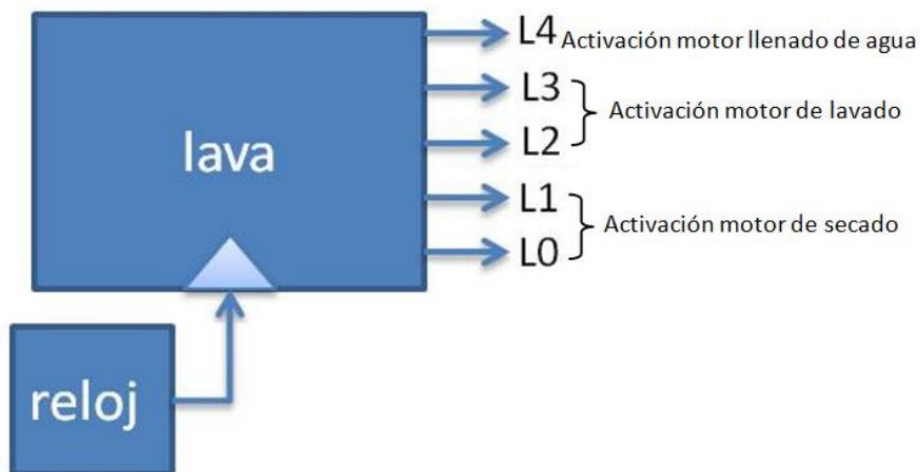 L4 Activación motor llenado de agua
L3
Activación motor de lavado
lava
L2
L1
Activación motor de secado
L0
reloj